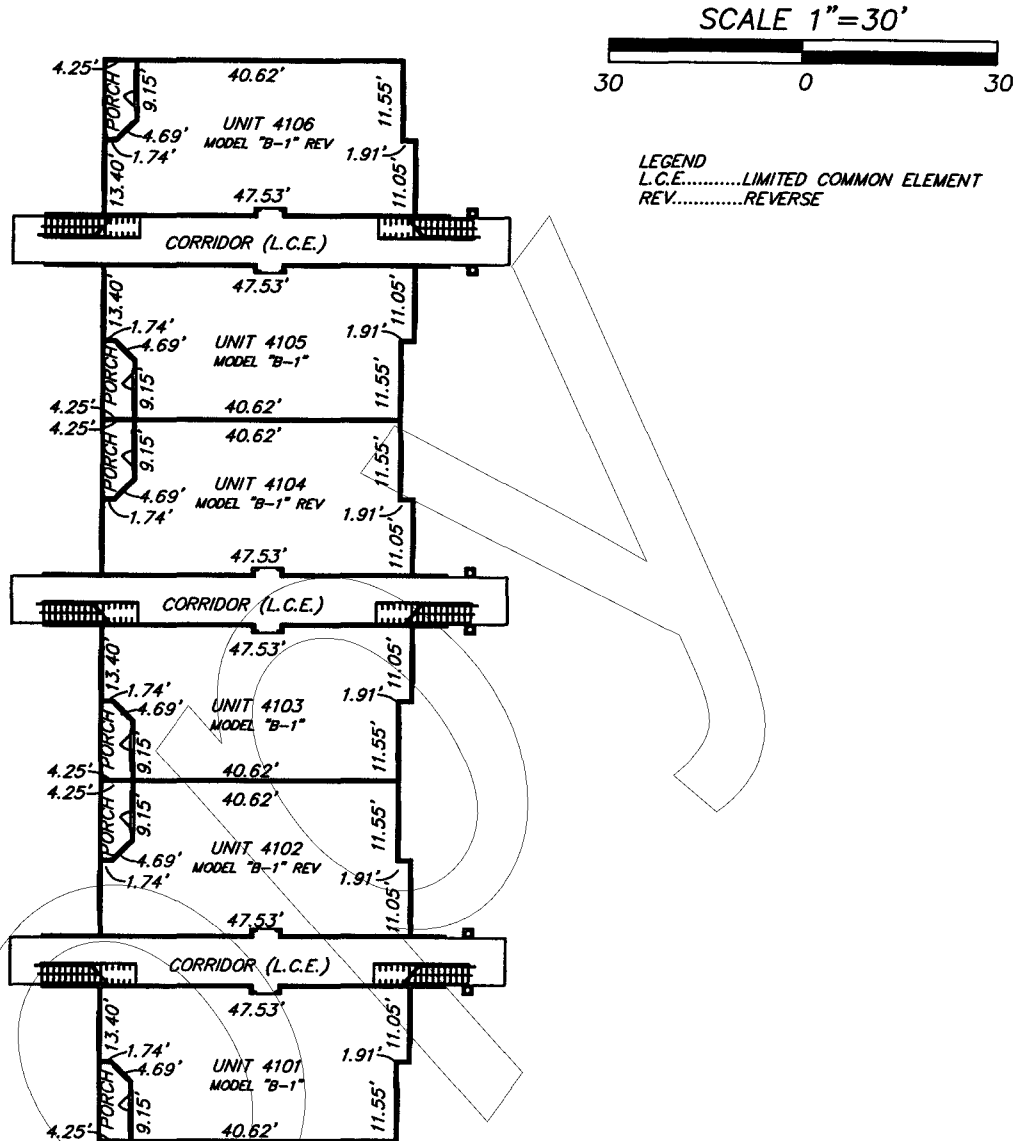 SCALE 1"=30'
30 0 30
LEGEND
L.C.E...........LIMITED COMMON ELEMENT
REV............REVERSE
4.25'
PORCH
9.15'
40.62'
11.55'
UNIT 4106
MODEL "B-1" REV
4.69'
1.74'
1.91'
13.40'
11.05'
47.53'
CORRIDOR (L.C.E.)
47.53'
13.40'
11.05'
1.74'
4.69'
1.91'
UNIT 4105
MODEL "B-1"
PORCH
9.15'
11.55'
4.25'
40.62'
4.25'
40.62'
PORCH
9.15'
11.55'
UNIT 4104
MODEL "B-1" REV
4.69'
1.74'
1.91'
11.05'
47.53'
CORRIDOR (L.C.E.)
47.53'
13.40'
11.05'
1.74'
4.69'
1.91'
UNIT 4103
MODEL "B-1"
PORCH
9.15'
11.55'
4.25'
40.62'
4.25'
40.62'
PORCH
9.15'
11.55'
UNIT 4102
MODEL "B-1" REV
4.69'
1.74'
1.91'
11.05'
47.53'
CORRIDOR (L.C.E.)
47.53'
13.40'
11.05'
1.74'
4.69'
1.91'
UNIT 4101
MODEL "B-1"
PORCH
9.15'
11.55'
4.25'
40.62'